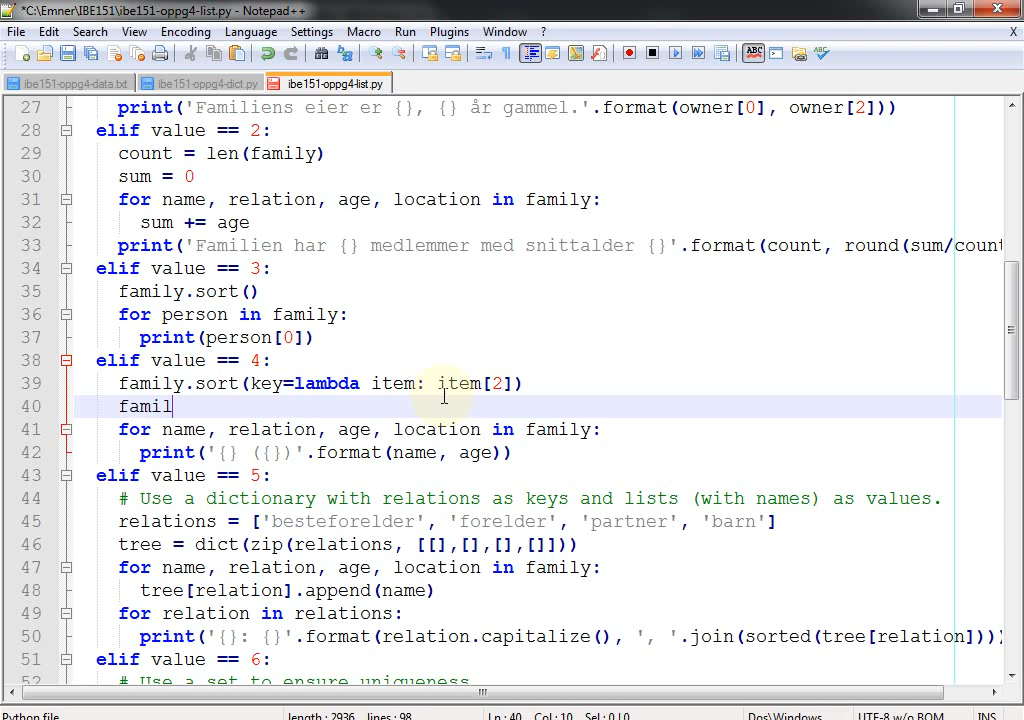 *C:\Emner\IBE151\ibe151-oppg4-list.py - Notepad++
File Edit Search View Encoding Language Settings Macro Run Plugins Window ? X
ibe151-oppg4-data.txt ibe151-oppg4-dict.py ibe151-oppg4-list.py
27 print('Familiens eier er {}, {} år gammel.'.format(owner[0], owner[2]))
28 elif value == 2:
29 count = len(family)
30 sum = 0
31 for name, relation, age, location in family:
32 sum += age
33 print('Familien har {} medlemmer med snittalder {}'.format(count, round(sum/count
34 elif value == 3:
35 family.sort()
36 for person in family:
37 print(person[0])
38 elif value == 4:
39 family.sort(key=lambda item: item[2])
40 famil
41 for name, relation, age, location in family:
42 print('{} ({})'.format(name, age))
43 elif value == 5:
44 # Use a dictionary with relations as keys and lists (with names) as values.
45 relations = ['besteforelder', 'forelder', 'partner', 'barn']
46 tree = dict(zip(relations, [[],[],[],[]]))
47 for name, relation, age, location in family:
48 tree[relation].append(name)
49 for relation in relations:
50 print('{}: {}'.format(relation.capitalize(), ', '.join(sorted(tree[relation])))
51 elif value == 6:
52 # Use a set to ensure uniqueness
Python file length : 2936 lines : 98 Ln : 40 Col : 10 Sel : 0 | 0 Dos\Windows UTF-8 w/o BOM INS